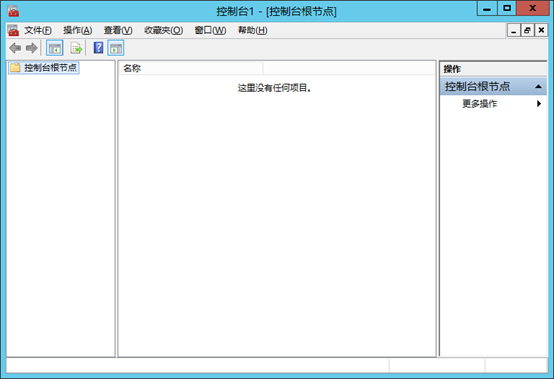 控制台1 - [控制台根节点]
文件(F) 操作(A) 查看(V) 收藏夹(O) 窗口(W) 帮助(H)
控制台根节点
名称
这里没有任何项目。
操作
控制台根节点
更多操作